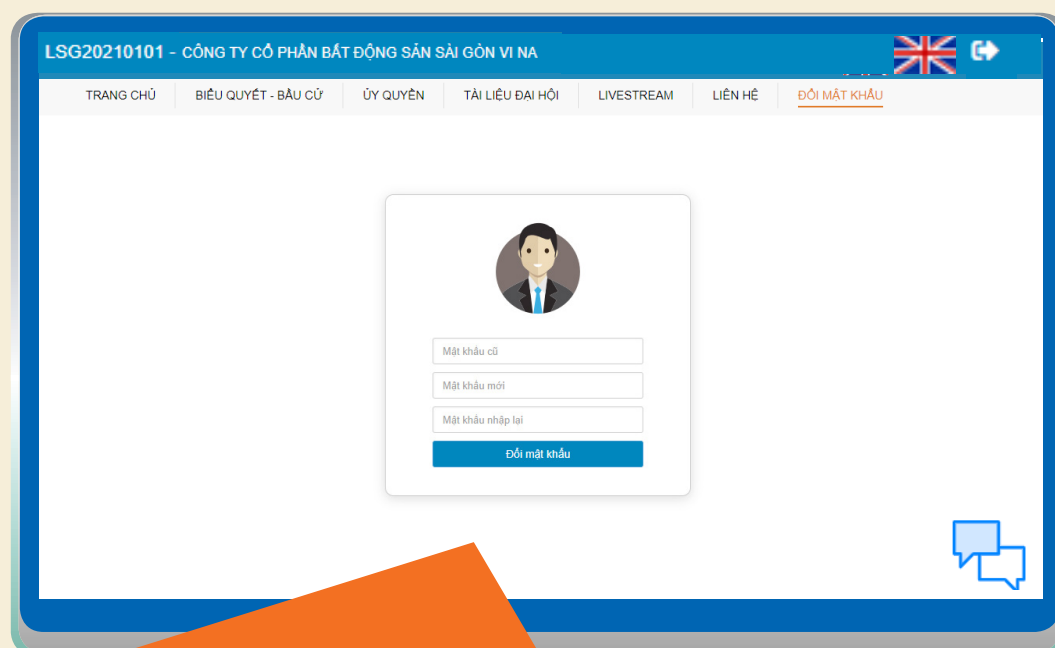 LSG20210101 - CÔNG TY CỔ PHẦN BẤT ĐỘNG SẢN SÀI GÒN VI NA
TRANG CHỦ BIỂU QUYẾT - BẦU CỬ ỦY QUYỀN TÀI LIỆU ĐẠI HỘI LIVESTREAM LIÊN HỆ ĐỔI MẬT KHẨU
Mật khẩu cũ
Mật khẩu mới
Mật khẩu nhập lại
Đổi mật khẩu